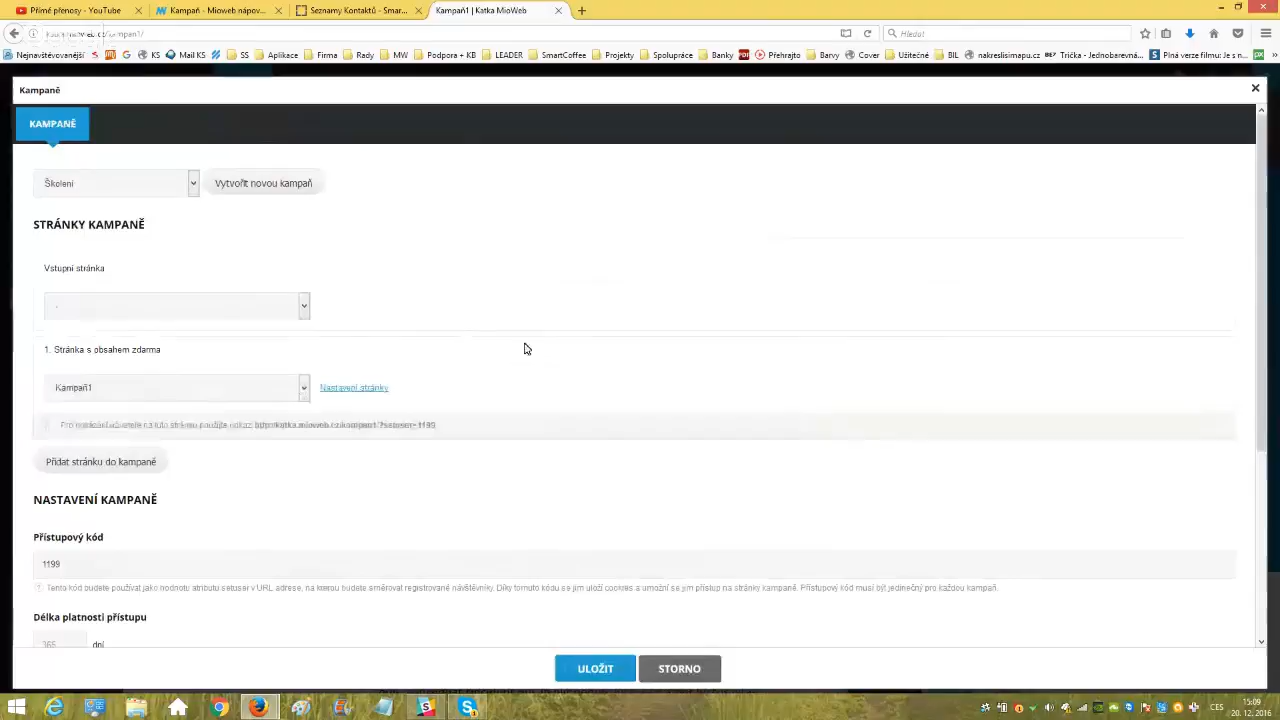 Přímé přenosy - YouTube
Kampaň - Mioweb nápov...
Seznamy Kontaktů - Smar...
Kampaň1 | Katka MioWeb
Hledat
Nejnavštěvovanější
KS
Mail KS
SS
Aplikace
Firma
Rady
MW
Podpora + KB
LEADER
SmartCoffee
Projekty
Spolupráce
Banky
Přehrajto
Barvy
Cover
Užitečné
BIL
nakreslisimapu.cz
Trička - Jednobarevná...
Plná verze filmu: Je s n...
Kampaně
KAMPANĚ
Školení
Vytvořit novou kampaň
STRÁNKY KAMPANĚ
Vstupní stránka
-
1. Stránka s obsahem zdarma
Kampaň1
Nastavení stránky
Přidat stránku do kampaně
NASTAVENÍ KAMPANĚ
Přístupový kód
1199
Tento kód budete používat jako hodnotu atributu setuser v URL adrese, na kterou budete směrovat registrované návštěvníky. Díky tomuto kódu se jim uloží cookies a umožní se jim přístup na stránky kampaně. Přístupový kód musí být jedinečný pro každou kampaň.
Délka platnosti přístupu
365 dní
ULOŽIT
STORNO
CES
15:09
20. 12. 2016